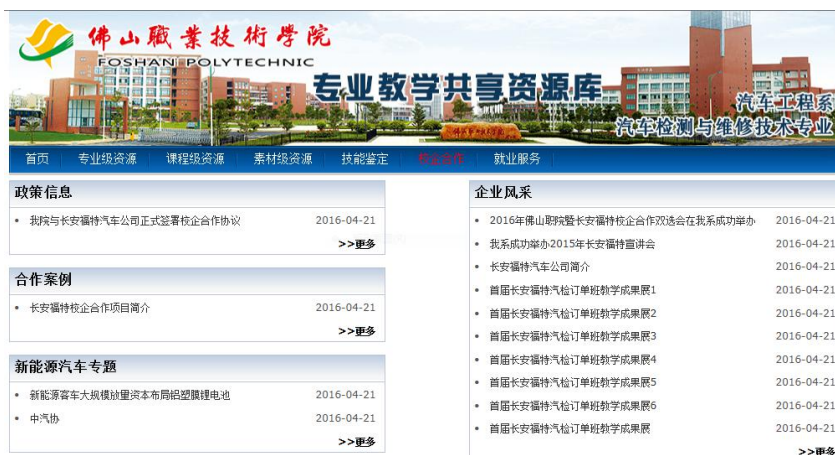 佛山職業技術學院
FOSHAN POLYTECHNIC
专业教学共享资源库
汽车工程系
汽车检测与维修技术专业
首页 专业级资源 课程级资源 素材级资源 技能鉴定 校企合作 就业服务
政策信息
• 我院与长安福特汽车公司正式签署校企合作协议 2016-04-21
>>更多
合作案例
• 长安福特校企合作项目简介 2016-04-21
>>更多
新能源汽车专题
• 新能源客车大规模放量资本布局铝塑膜锂电池 2016-04-21
• 中汽协 2016-04-21
>>更多
企业风采
• 2016年佛山职院暨长安福特校企合作双选会在我系成功举办 2016-04-21
• 我系成功举办2015年长安福特宣讲会 2016-04-21
• 长安福特汽车公司简介 2016-04-21
• 首届长安福特汽检订单班教学成果展1 2016-04-21
• 首届长安福特汽检订单班教学成果展2 2016-04-21
• 首届长安福特汽检订单班教学成果展3 2016-04-21
• 首届长安福特汽检订单班教学成果展4 2016-04-21
• 首届长安福特汽检订单班教学成果展5 2016-04-21
• 首届长安福特汽检订单班教学成果展6 2016-04-21
• 首届长安福特汽检订单班教学成果展 2016-04-21
>>更多